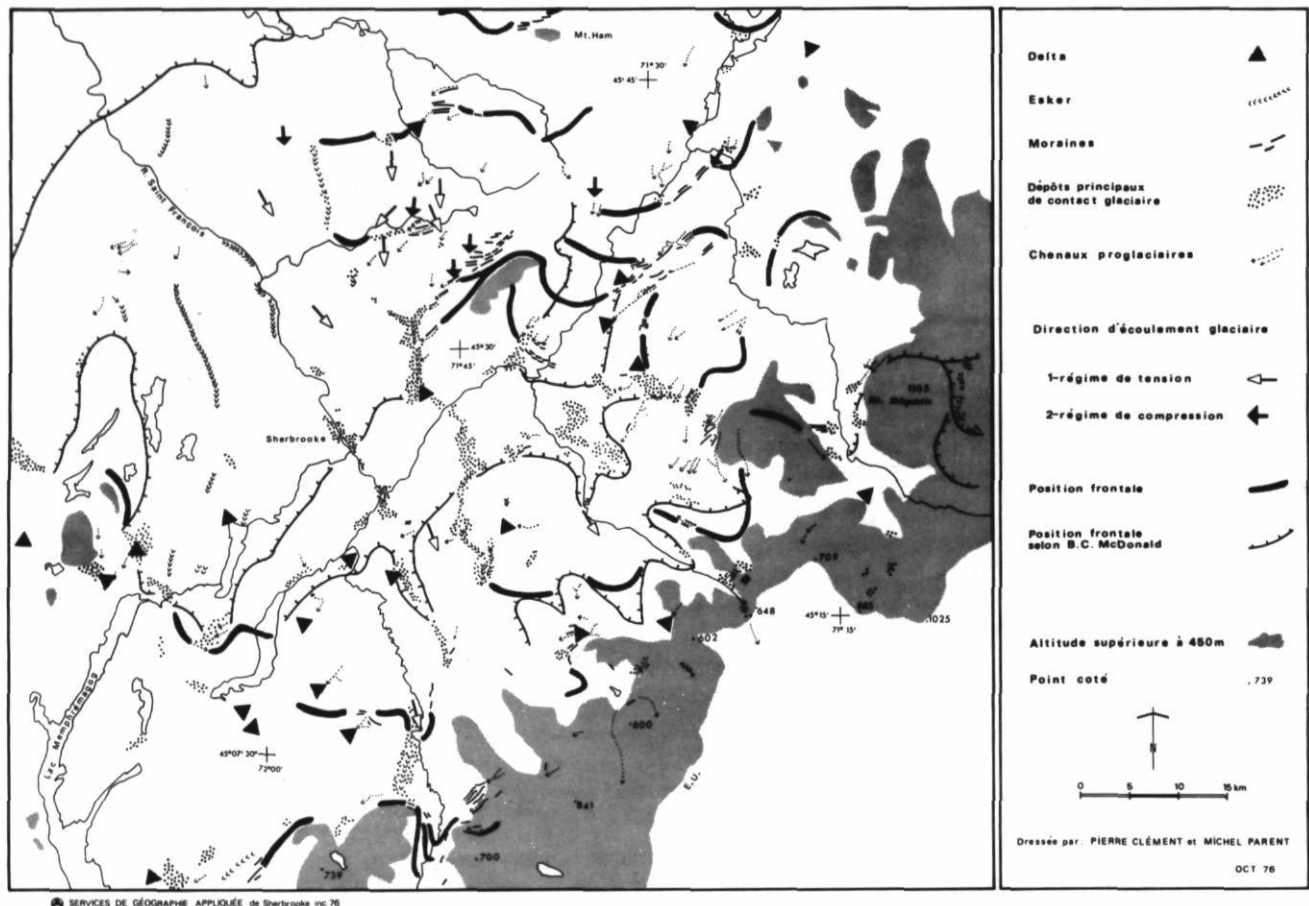 Mt. Ham
71° 30'
45° 45'
R. Saint François
45° 30'
71° 45'
1105
Mt. Mégantic
Sherbrooke
.709
.648
45° 15'
71° 15'
.1025
.602
Lac Memphrémagog
.600
45° 07' 30"
72° 00'
E.U.
.841
.700
.739
Delta
Esker
Moraines
Dépôts principaux
de contact glaciaire
Chenaux proglaciaires
Direction d'écoulement glaciaire
1-régime de tension
2-régime de compression
Position frontale
Position frontale
selon B.C. McDonald
Altitude supérieure à 450m
Point coté
.739
N
0 5 10 15 km
Dressée par: PIERRE CLÉMENT et MICHEL PARENT
OCT 76
SERVICES DE GÉOGRAPHIE APPLIQUÉE de Sherbrooke inc. 76